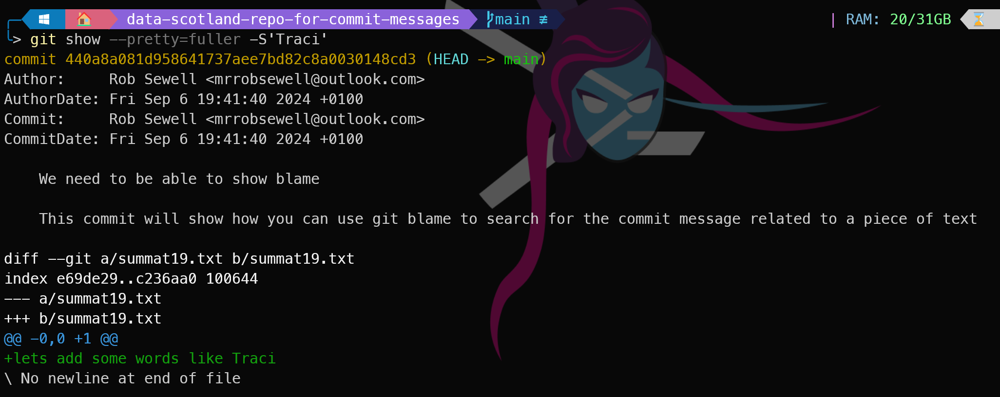 data-scotland-repo-for-commit-messages main ≢ | RAM: 20/31GB
> git show --pretty=fuller -S'Traci'
commit 440a8a081d958641737aee7bd82c8a0030148cd3 (HEAD -> main)
Author:     Rob Sewell <mrrobsewell@outlook.com>
AuthorDate: Fri Sep 6 19:41:40 2024 +0100
Commit:     Rob Sewell <mrrobsewell@outlook.com>
CommitDate: Fri Sep 6 19:41:40 2024 +0100
We need to be able to show blame
This commit will show how you can use git blame to search for the commit message related to a piece of text
diff --git a/summat19.txt b/summat19.txt
index e69de29..c236aa0 100644
--- a/summat19.txt
+++ b/summat19.txt
@@ -0,0 +1 @@
+lets add some words like Traci
\ No newline at end of file